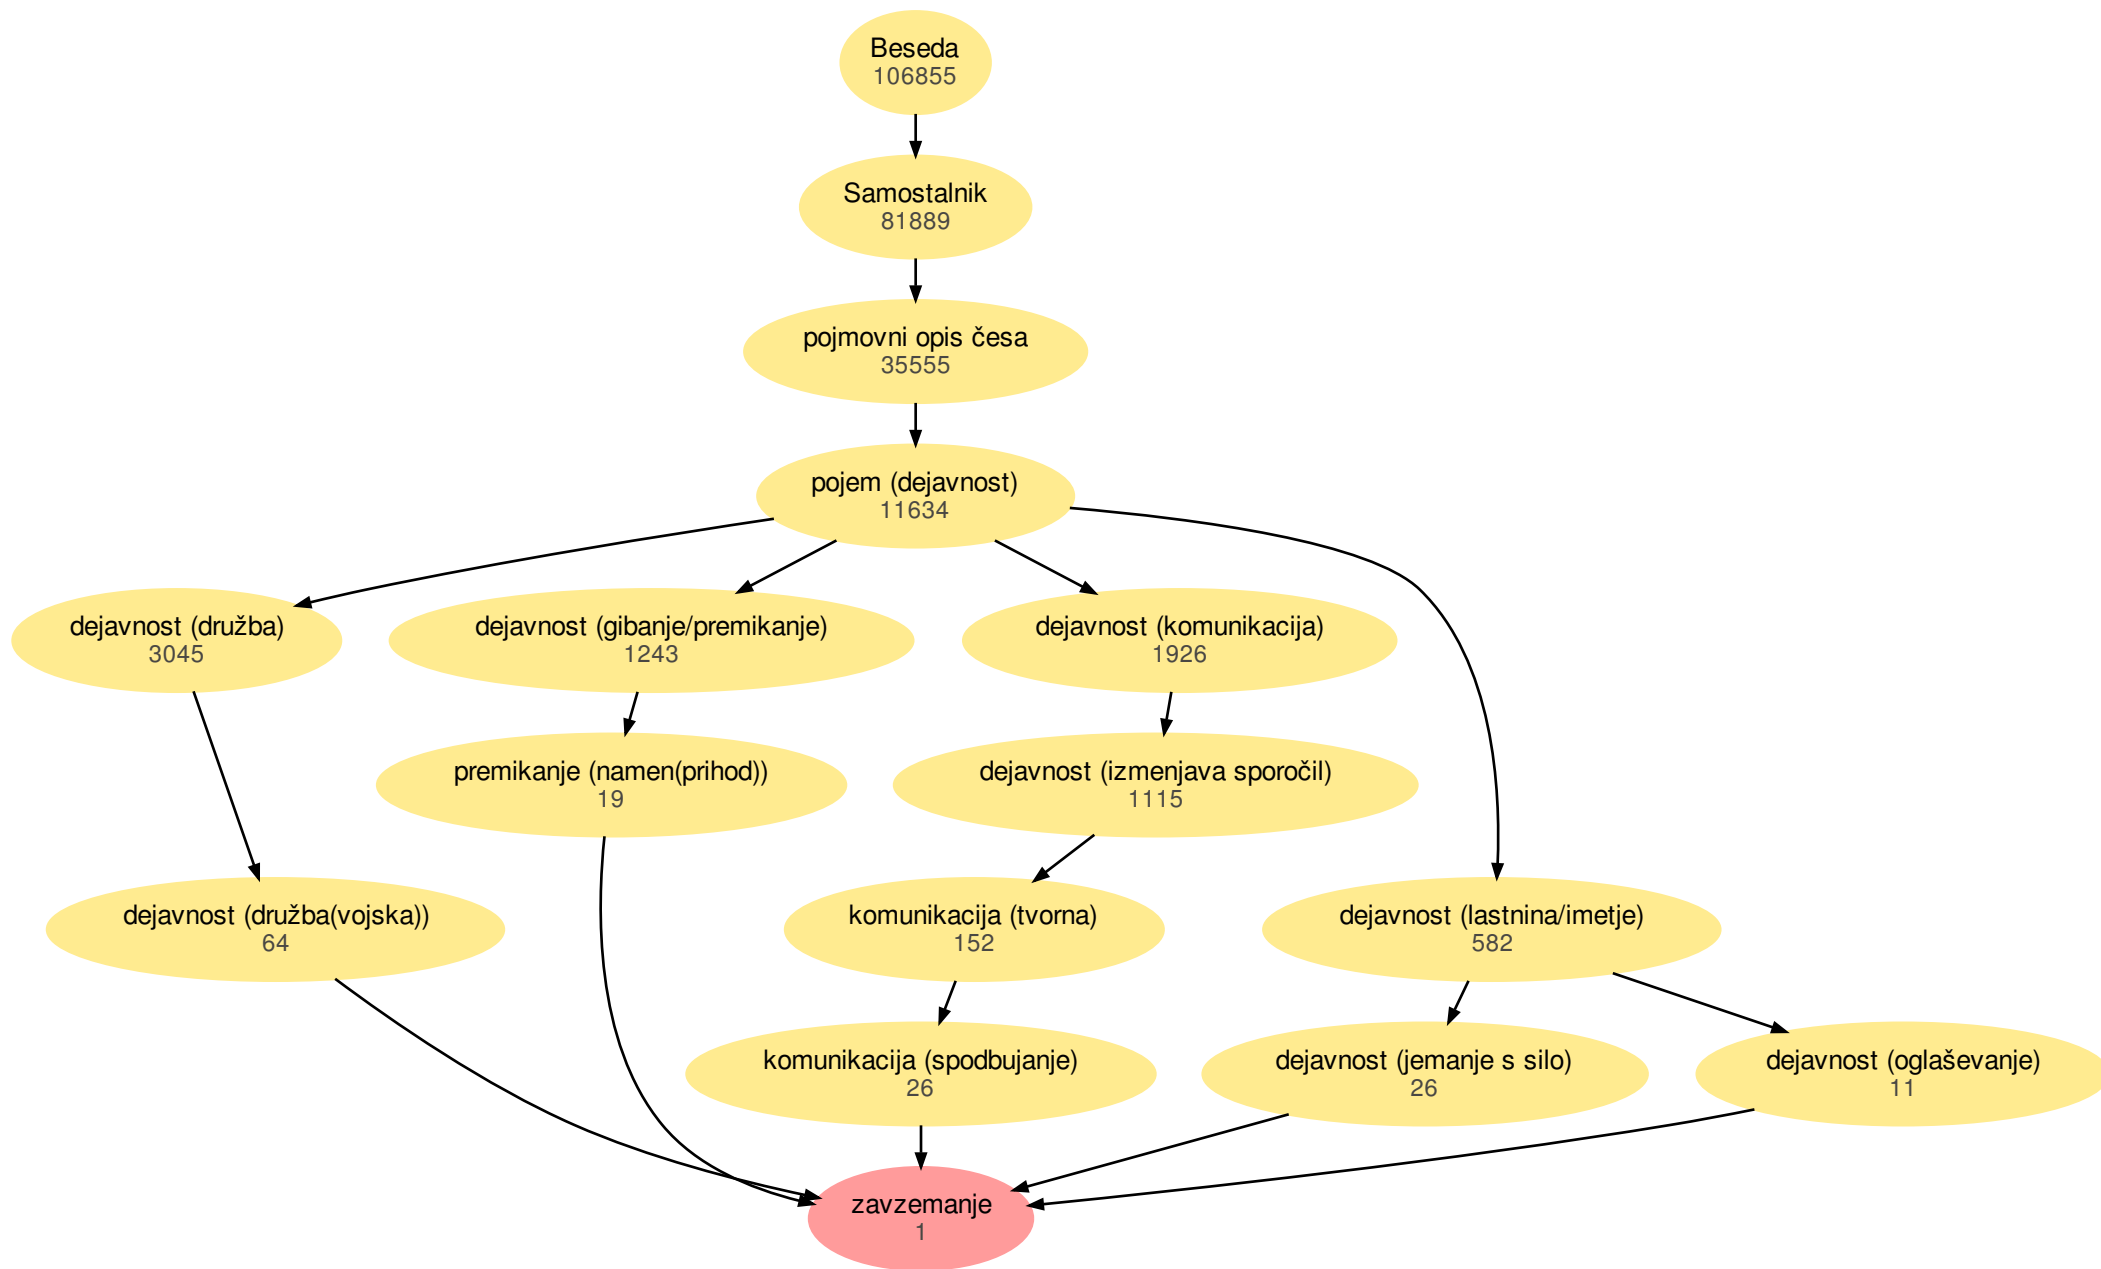 Beseda
106855
Samostalnik
81889
pojmovni opis česa
35555
pojem (dejavnost)
11634
dejavnost (družba)
3045
dejavnost (gibanje/premikanje)
1243
dejavnost (komunikacija)
1926
premikanje (namen(prihod))
19
dejavnost (izmenjava sporočil)
1115
dejavnost (družba(vojska))
64
komunikacija (tvorna)
152
dejavnost (lastnina/imetje)
582
komunikacija (spodbujanje)
26
dejavnost (jemanje s silo)
26
dejavnost (oglaševanje)
11
zavzemanje
1